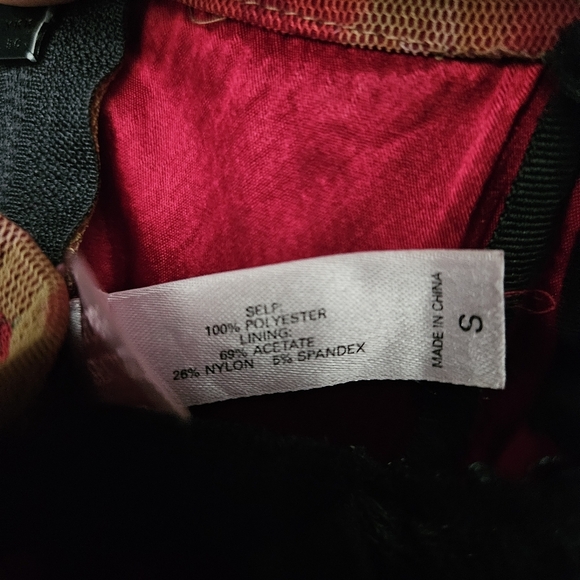 SELF:
100% POLYESTER
LINING:
69% ACETATE
26% NYLON 5% SPANDEX
MADE IN CHINA
S